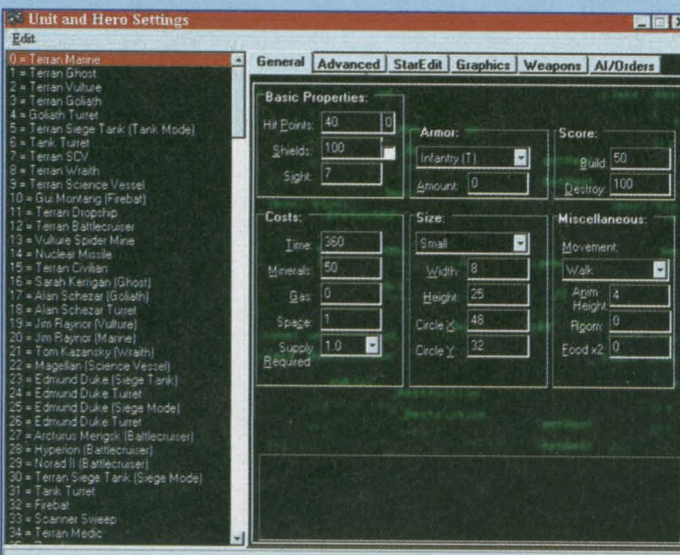 Unit and Hero Settings
Edit
0 = Terran Marine
1 = Terran Ghost
2 = Terran Vulture
3 = Terran Goliath
4 = Goliath Turret
5 = Terran Siege Tank (Tank Mode)
6 = Tank Turret
7 = Terran SCV
8 = Terran Wraith
9 = Terran Science Vessel
10 = Gui Montang (Firebat)
11 = Terran Dropship
12 = Terran Battlecruiser
13 = Vulture Spider Mine
14 = Nuclear Missile
15 = Terran Civilian
16 = Sarah Kerrigan (Ghost)
17 = Alan Schezar (Goliath)
18 = Alan Schezar Turret
19 = Jim Raynor (Vulture)
20 = Jim Raynor (Marine)
21 = Tom Kazansky (Wraith)
22 = Magellan (Science Vessel)
23 = Edmund Duke (Siege Tank)
24 = Edmund Duke Turret
25 = Edmund Duke (Siege Mode)
26 = Edmund Duke Turret
27 = Arcturus Mengsk (Battlecruiser)
28 = Hyperion (Battlecruiser)
29 = Norad II (Battlecruiser)
30 = Terran Siege Tank (Siege Mode)
31 = Tank Turret
32 = Firebat
33 = Scanner Sweep
34 = Terran Medic
General Advanced StarEdit Graphics Weapons AI/Orders
Basic Properties:
Hit Points: 40 0
Shields: 100
Sight: 7
Armor:
Infantry (T)
Amount: 0
Score:
Build: 50
Destroy: 100
Costs:
Time: 360
Minerals: 50
Gas: 0
Space: 1
Supply Required: 1.0
Size:
Small
Width: 8
Height: 25
Circle X: 48
Circle Y: 32
Miscellaneous:
Movement:
Walk
Anim Height: 4
Room: 0
Food x2: 0